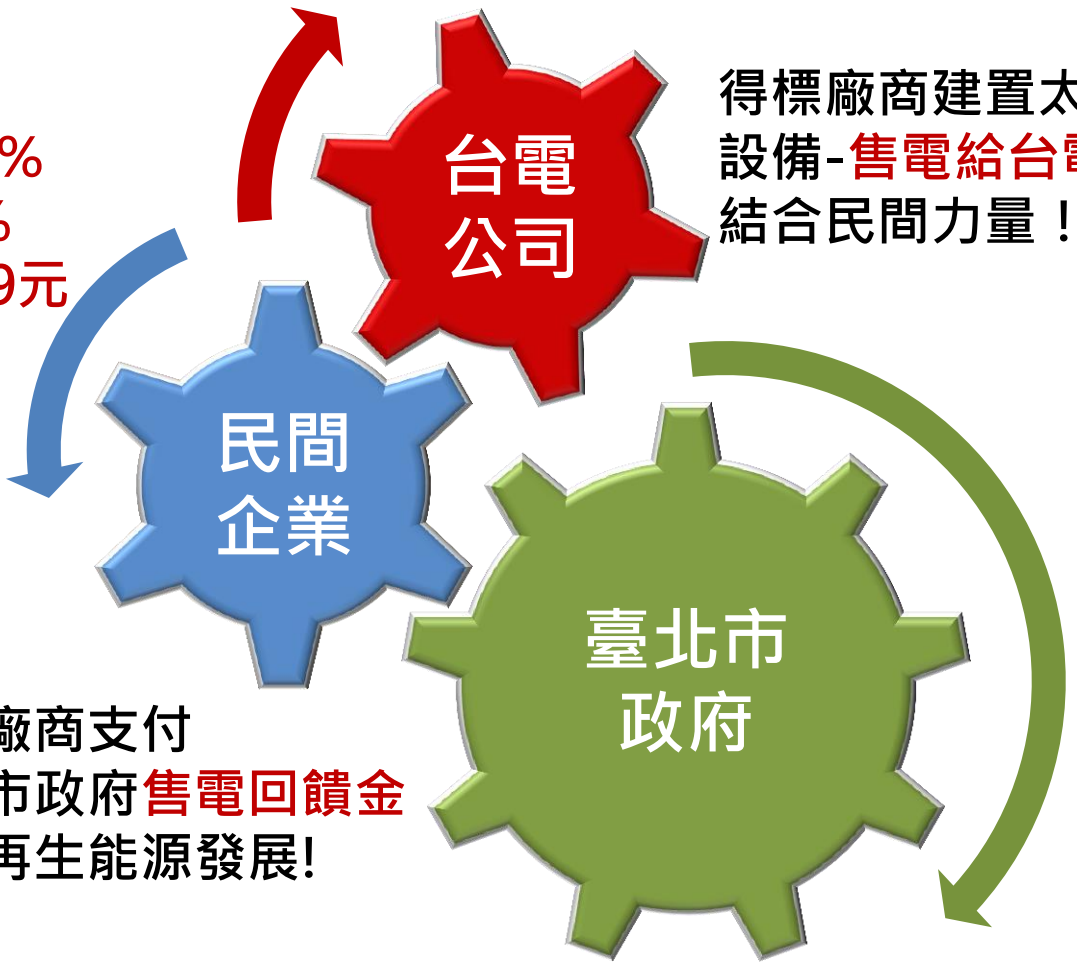 %
%
9元
台電
公司
得標廠商建置太
設備-售電給台電
結合民間力量！
民間
企業
臺北市
政府
廠商支付
市政府售電回饋金
再生能源發展!